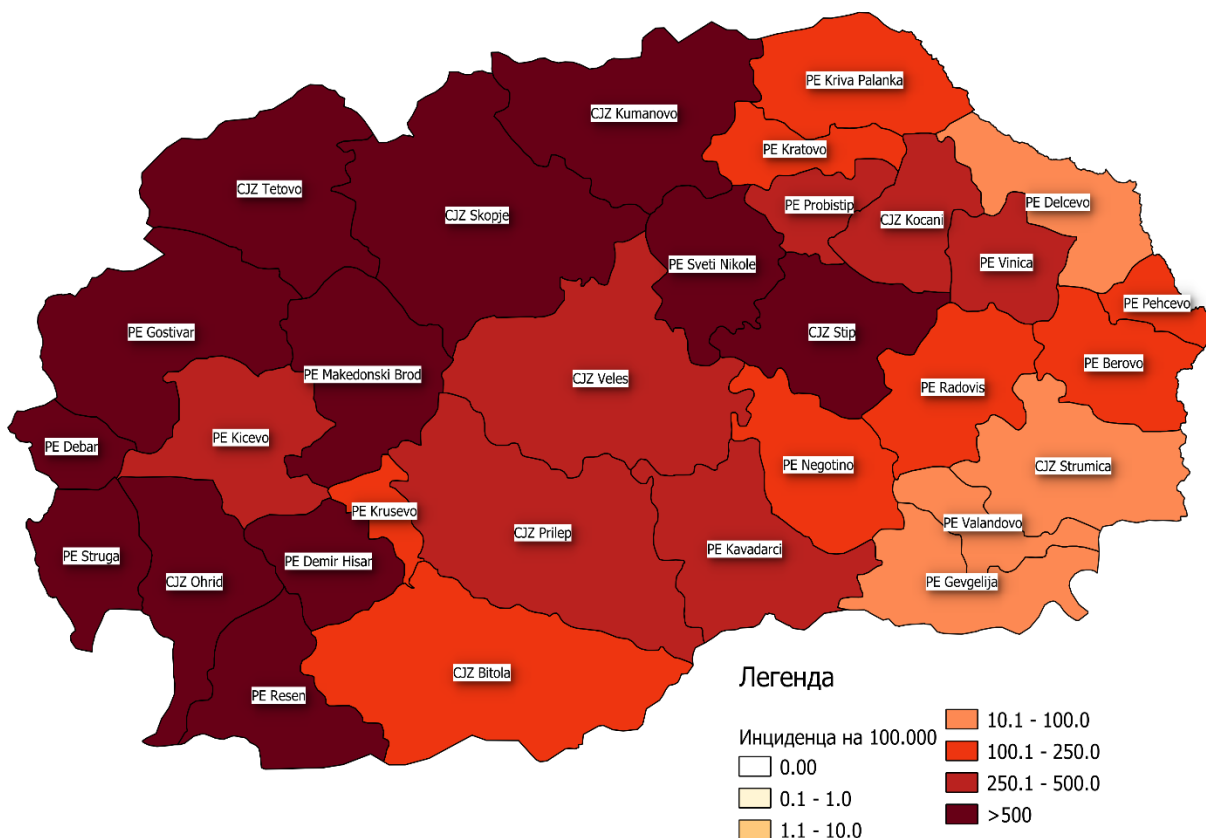 PE Kriva Palanka
CJZ Kumanovo
PE Kratovo
CJZ Tetovo
CJZ Skopje
PE Probistip
PE Delcevo
CJZ Kocani
PE Sveti Nikole
PE Vinica
PE Pehcevo
PE Gostivar
CJZ Stip
PE Berovo
PE Makedonski Brod
CJZ Veles
PE Radovis
PE Kicevo
PE Debar
CJZ Strumica
PE Negotino
PE Krusevo
PE Valandovo
CJZ Prilep
PE Kavadarci
PE Struga
PE Demir Hisar
CJZ Ohrid
PE Gevgelija
CJZ Bitola
PE Resen
Легенда
Инциденца на 100.000
0.00
0.1 - 1.0
1.1 - 10.0
10.1 - 100.0
100.1 - 250.0
250.1 - 500.0
>500